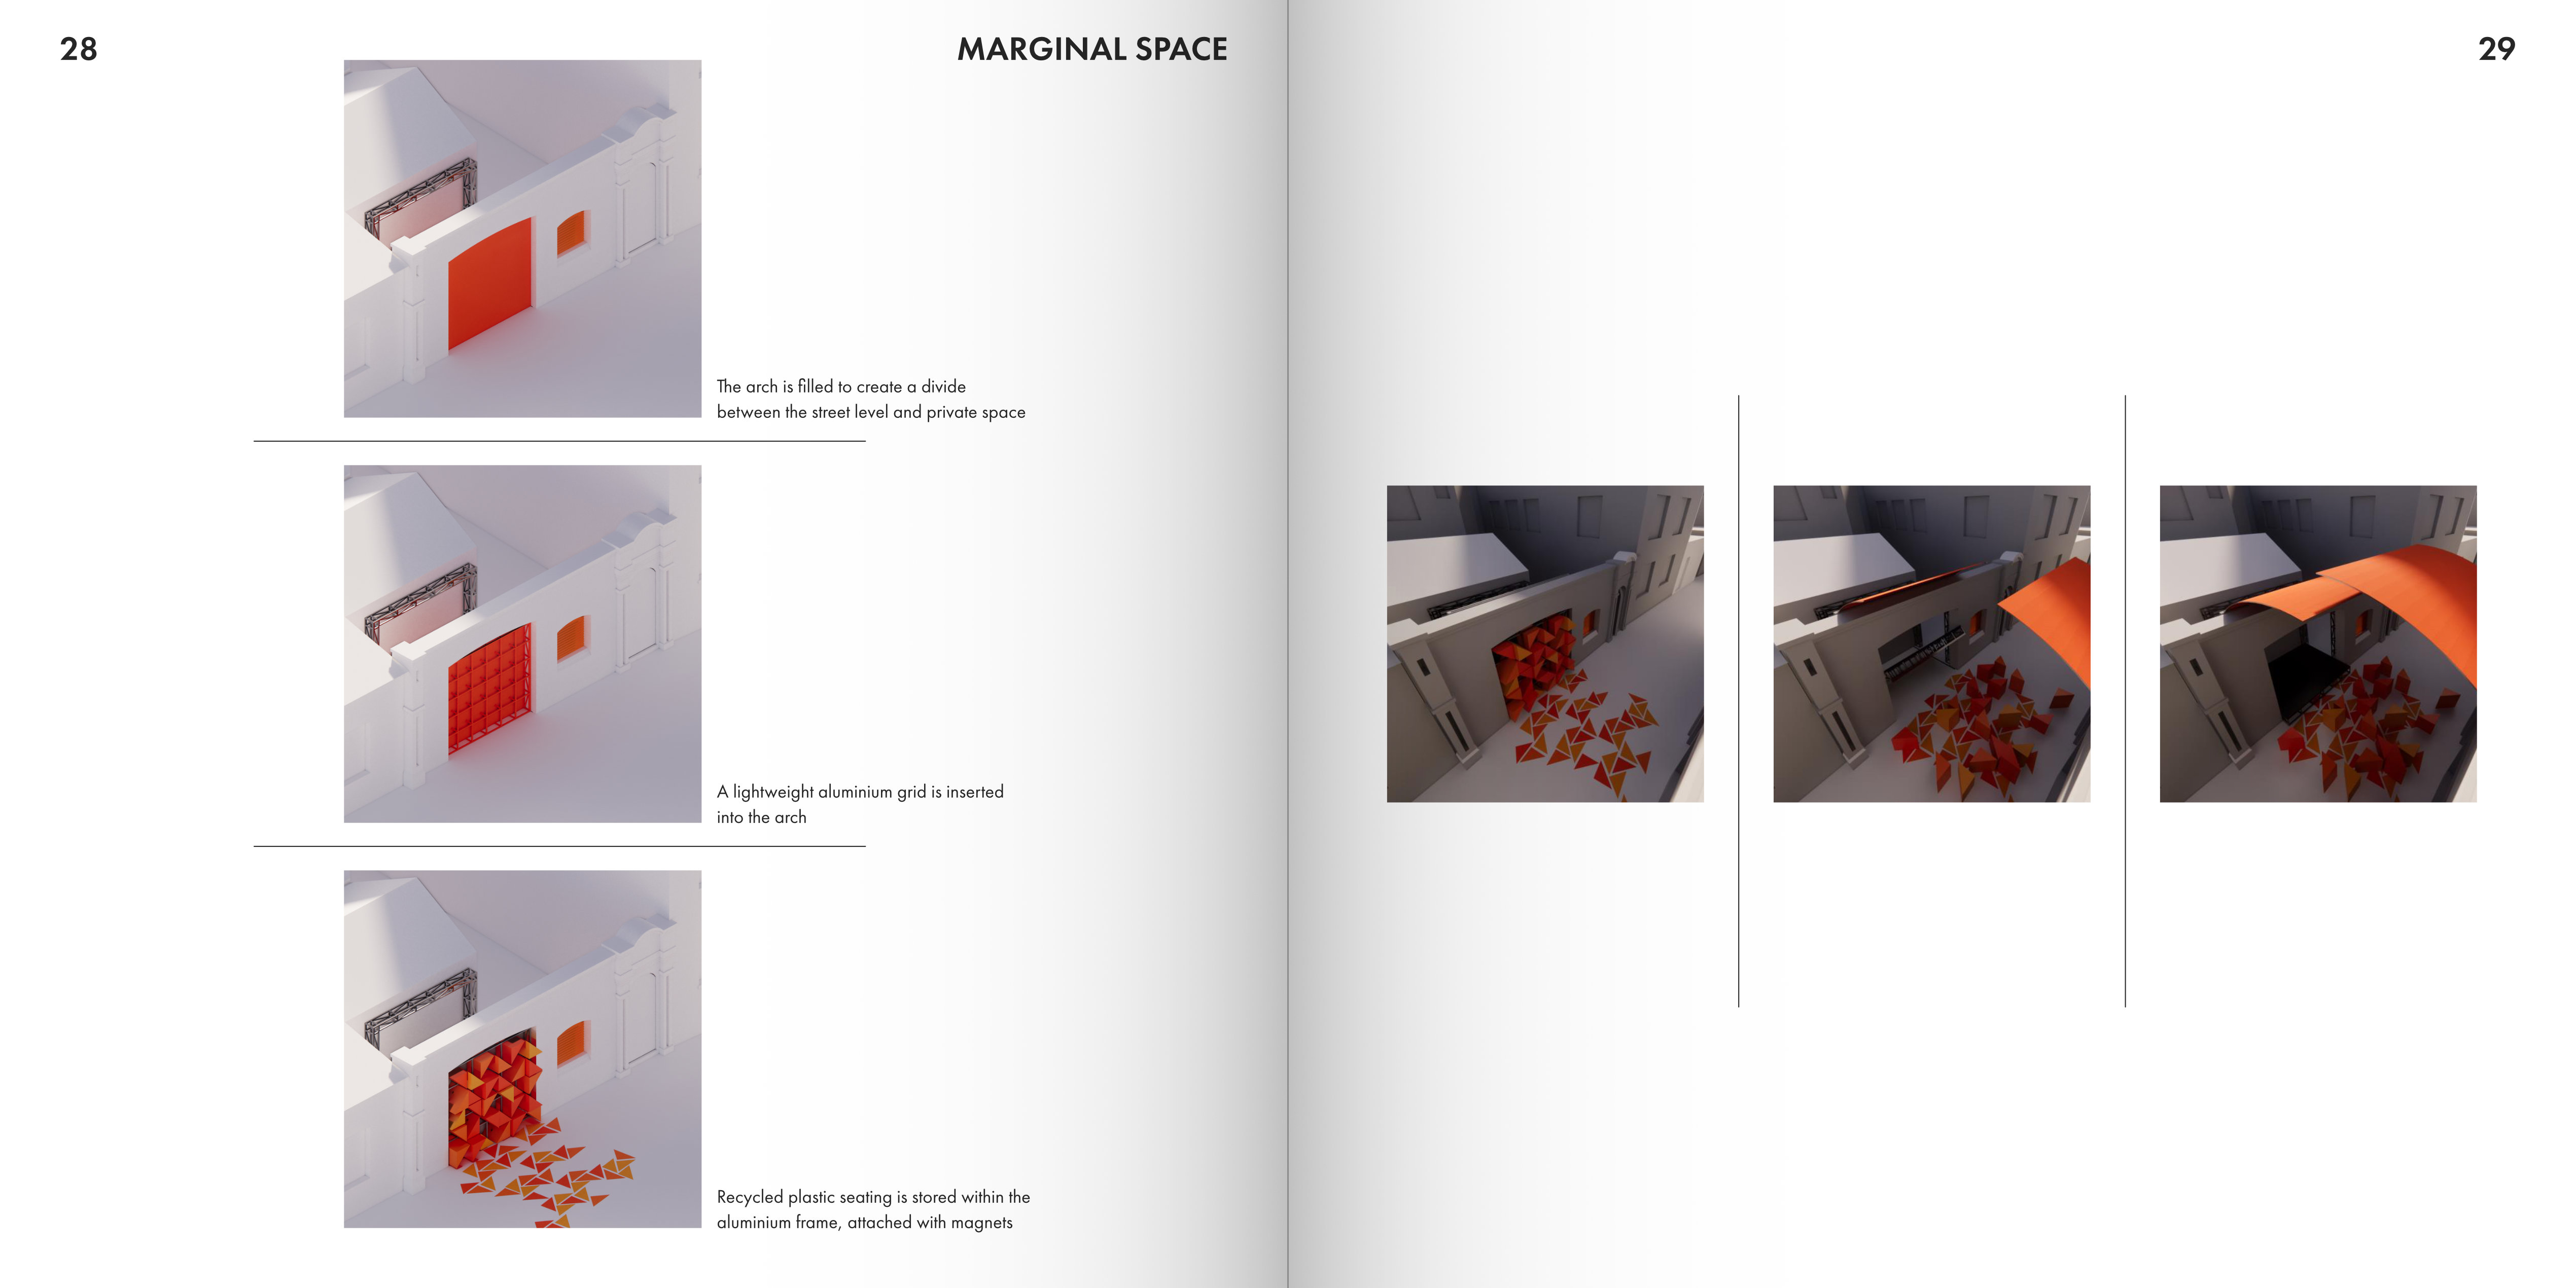 28
MARGINAL SPACE
29
The arch is filled to create a divide
between the street level and private space
A lightweight aluminium grid is inserted
into the arch
Recycled plastic seating is stored within the
aluminium frame, attached with magnets